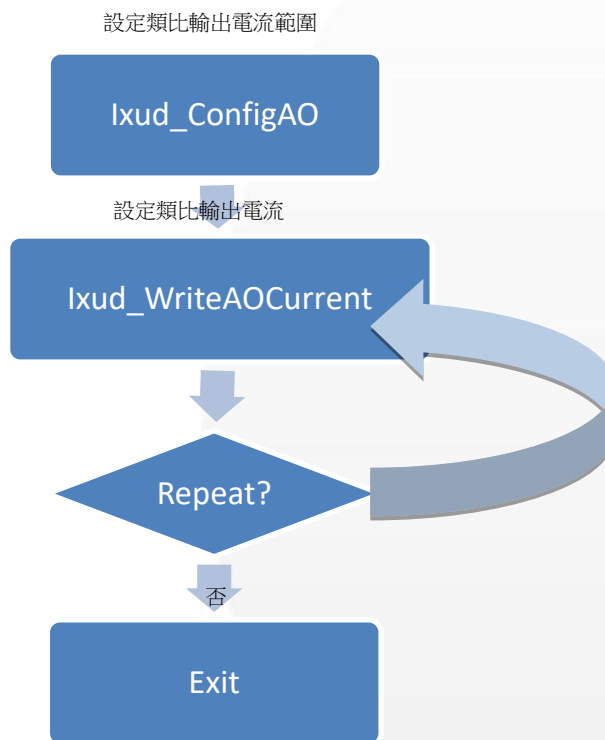 設定類比輸出電流範圍
Ixud_ConfigAO
設定類比輸出電流
Ixud_WriteAOCurrent
Repeat?
否
Exit